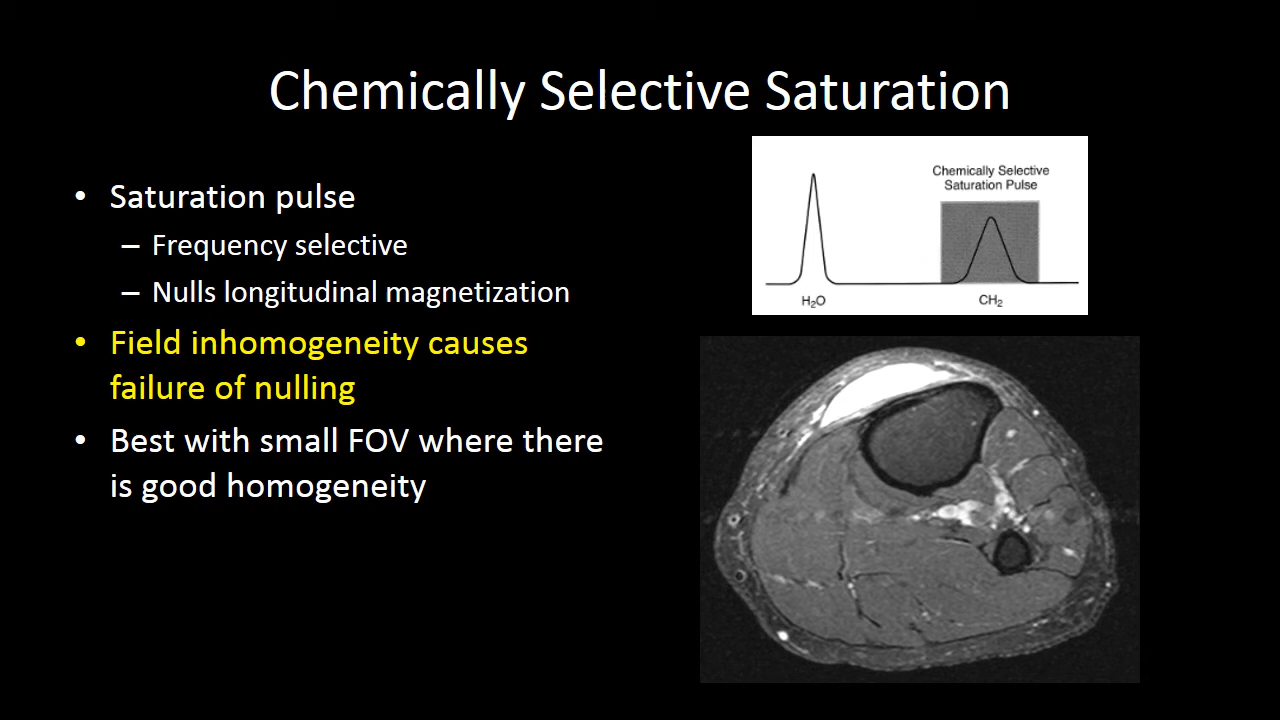 Chemically Selective Saturation
• Saturation pulse
– Frequency selective
– Nulls longitudinal magnetization
• Field inhomogeneity causes
failure of nulling
• Best with small FOV where there
is good homogeneity
Chemically Selective
Saturation Pulse
H₂O
CH₂